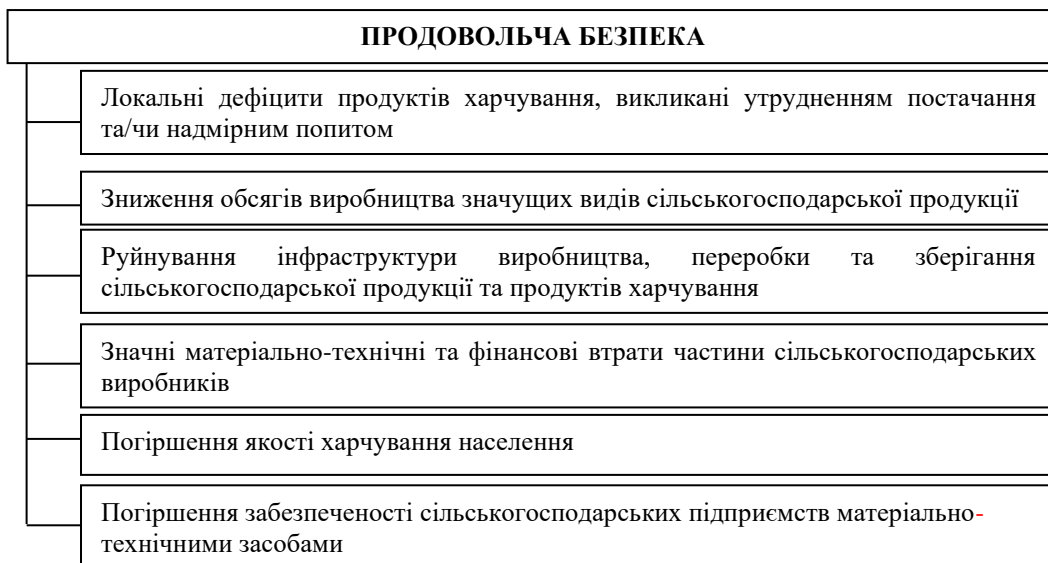 ПРОДОВОЛЬЧА БЕЗПЕКА
Локальні дефіцити продуктів харчування, викликані утрудненням постачання
та/чи надмірним попитом
Зниження обсягів виробництва значущих видів сільськогосподарської продукції
Руйнування інфраструктури виробництва, переробки та зберігання
сільськогосподарської продукції та продуктів харчування
Значні матеріально-технічні та фінансові втрати частини сільськогосподарських
виробників
Погіршення якості харчування населення
Погіршення забезпеченості сільськогосподарських підприємств матеріально-
технічними засобами